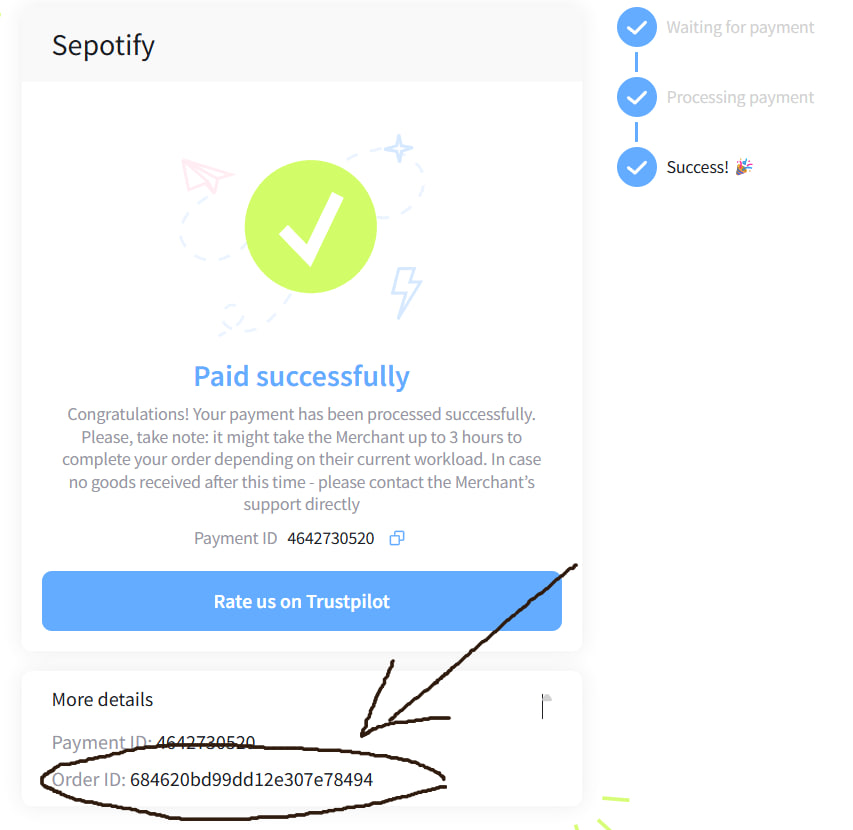 Sepotify
Waiting for payment
Processing payment
Success! 🎉
Paid successfully
Congratulations! Your payment has been processed successfully.
Please, take note: it might take the Merchant up to 3 hours to
complete your order depending on their current workload. In case
no goods received after this time - please contact the Merchant's
support directly
Payment ID 4642730520
Rate us on Trustpilot
More details
Payment ID: 4642730520
Order ID: 684620bd99dd12e307e78494